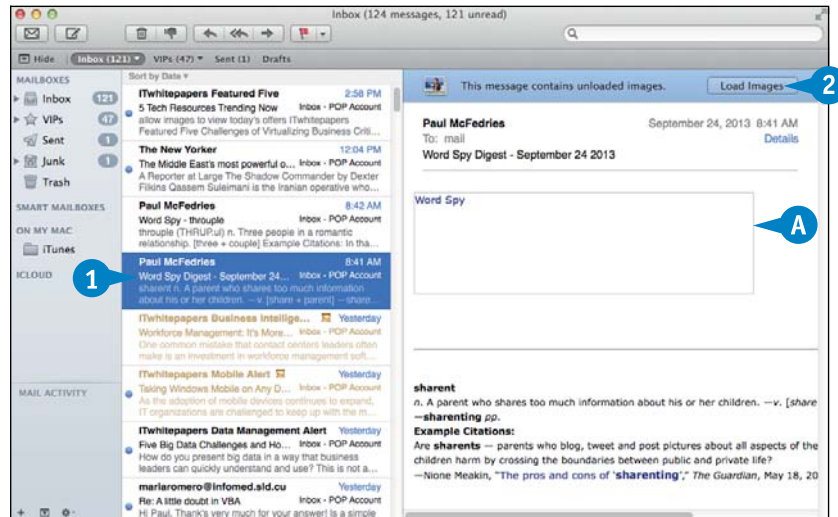 Inbox (124 messages, 121 unread)
Hide Inbox (121) VIPs (47) Sent (1) Drafts
MAILBOXES
Inbox 121
VIPs 47
Sent 1
Junk 1
Trash
SMART MAILBOXES
ON MY MAC
iTunes
ICLOUD
MAIL ACTIVITY
Sort by Date
ITwhitepapers Featured Five 2:58 PM
5 Tech Resources Trending Now Inbox - POP Account
allow images to view today's offers ITwhitepapers
Featured Five Challenges of Virtualizing Business Criti...
The New Yorker 12:04 PM
The Middle East's most powerful o... Inbox - POP Account
A Reporter at Large The Shadow Commander by Dexter
Filkins Qassem Suleimani is the Iranian operative who...
Paul McFedries 8:42 AM
Word Spy - throuple Inbox - POP Account
throuple (THRUP.ul) n. Three people in a romantic
relationship. [three + couple] Example Citations: In tha...
Paul McFedries 8:41 AM
Word Spy Digest - September 24... Inbox - POP Account
sharent n. A parent who shares too much information
about his or her children. —v. [share + parent] —share...
ITwhitepapers Business Intellige... Yesterday
Workforce Management: It's More... Inbox - POP Account
One common mistake that contact centers leaders often
make is an investment in workforce management soft...
ITwhitepapers Mobile Alert Yesterday
Taking Windows Mobile on Any D... Inbox - POP Account
As the adoption of mobile devices continues to expand,
IT organizations are challenged to keep up with the m...
ITwhitepapers Data Management Alert Yesterday
Five Big Data Challenges and Ho... Inbox - POP Account
How do you present big data in a way that business
leaders can quickly understand and use? This is not a...
mariaromero@infomed.sld.cu Yesterday
Re: A little doubt in VBA Inbox - POP Account
Hi Paul, Thank's very much for your answer! Is a simple
This message contains unloaded images. Load Images
Paul McFedries September 24, 2013 8:41 AM
To: mail Details
Word Spy Digest - September 24 2013
Word Spy
sharent
n. A parent who shares too much information about his or her children. —v. [share
—sharenting pp.
Example Citations:
Are sharents — parents who blog, tweet and post pictures about all aspects of the
children harm by crossing the boundaries between public and private life?
—Nione Meakin, "The pros and cons of 'sharenting'," The Guardian, May 18, 20
1
2
A